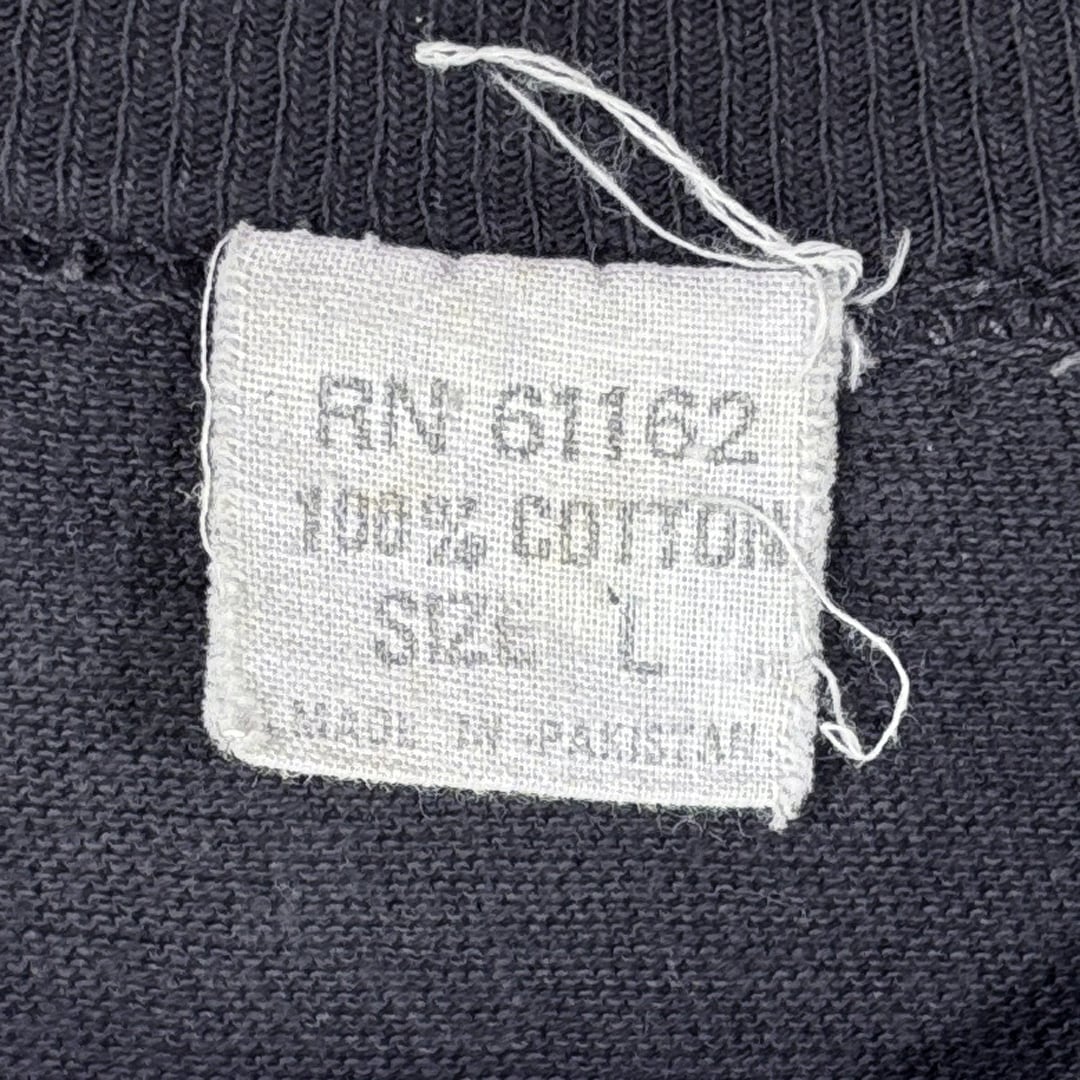 RN 61162
100% COTTON
SIZE L
MADE IN PAKISTAN